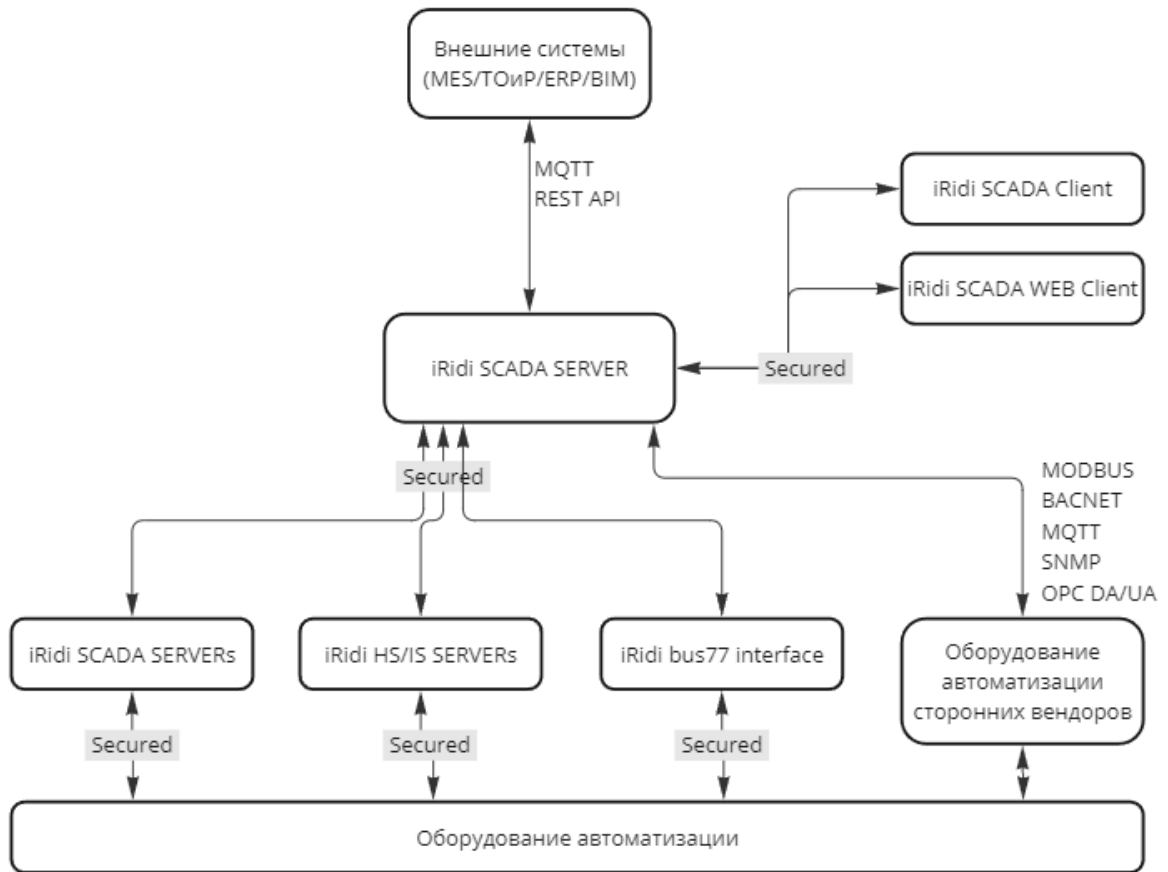 Внешние системы
(MES/ТОиР/ERP/BIM)
MQTT
REST API
iRidi SCADA Client
iRidi SCADA WEB Client
iRidi SCADA SERVER
Secured
Secured
MODBUS
BACNET
MQTT
SNMP
OPC DA/UA
iRidi SCADA SERVERs
iRidi HS/IS SERVERs
iRidi bus77 interface
Оборудование
автоматизации
сторонних вендоров
Secured
Secured
Secured
Оборудование автоматизации